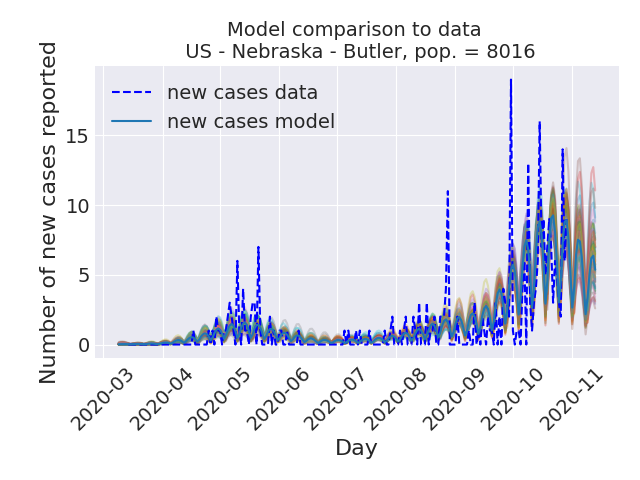 Model comparison to data
US - Nebraska - Butler, pop. = 8016
Number of new cases reported
new cases data
new cases model
15
10
5
0
2020-03
2020-04
2020-05
2020-06
2020-07
2020-08
2020-09
2020-10
2020-11
Day